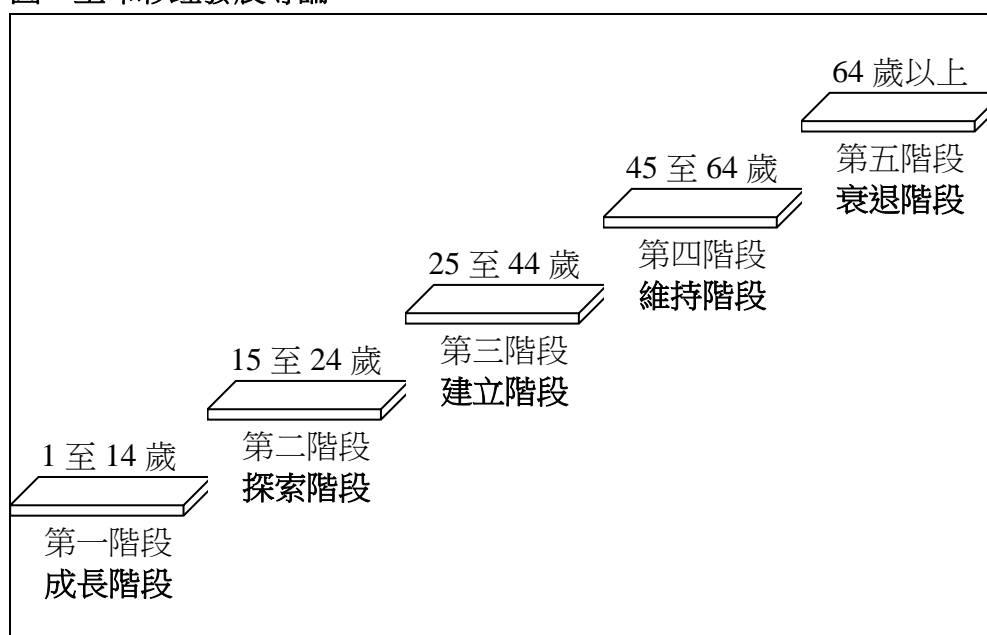 64 歲以上
第五階段
衰退階段
45 至 64 歲
第四階段
維持階段
25 至 44 歲
第三階段
建立階段
15 至 24 歲
第二階段
探索階段
1 至 14 歲
第一階段
成長階段